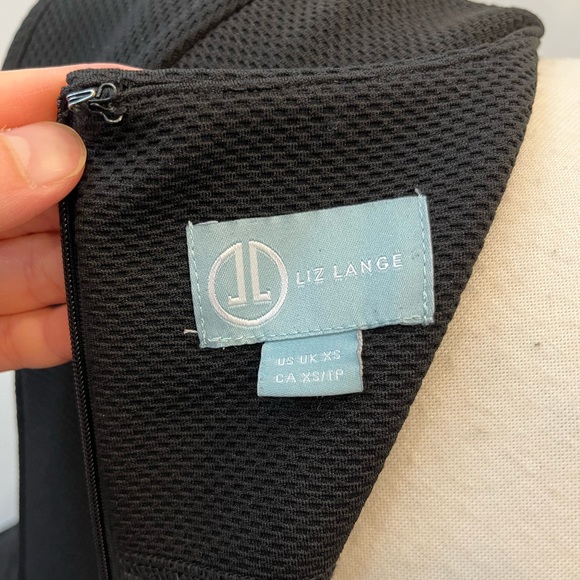 LIZ LANGE
US UK XS
CA XS/TP